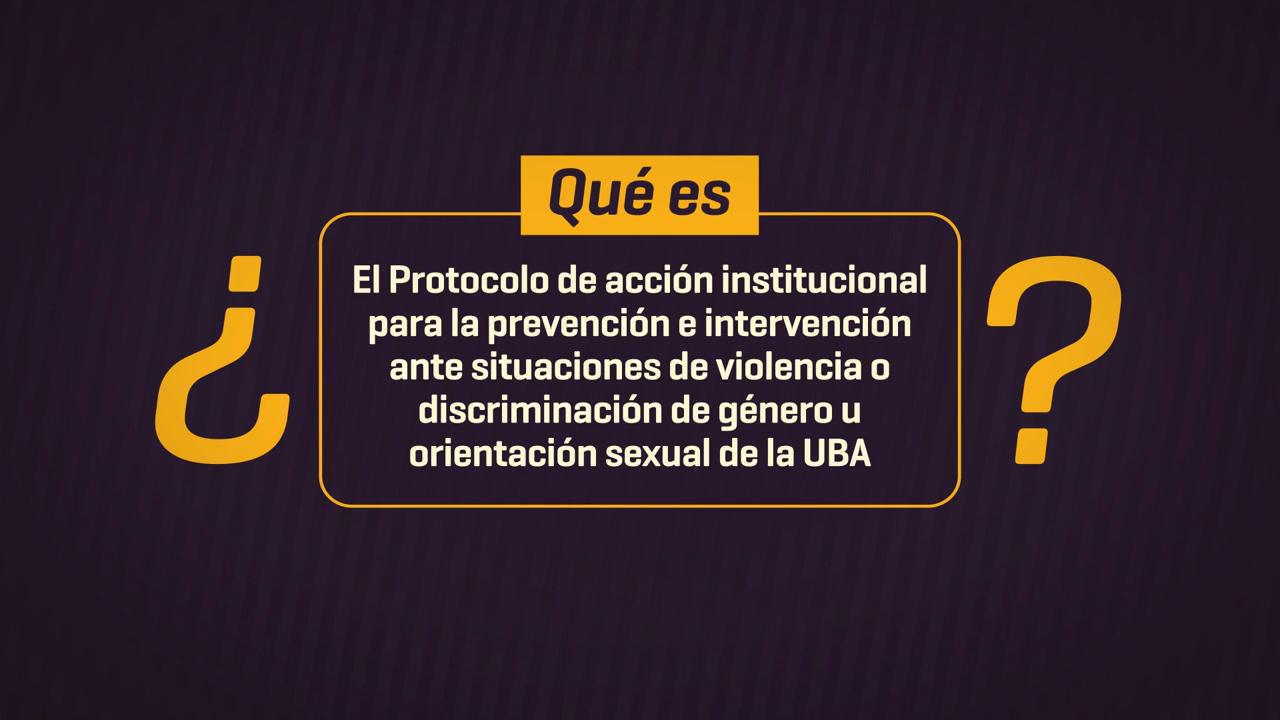 Qué es
¿
El Protocolo de acción institucional
para la prevención e intervención
ante situaciones de violencia o
discriminación de género u
orientación sexual de la UBA
?